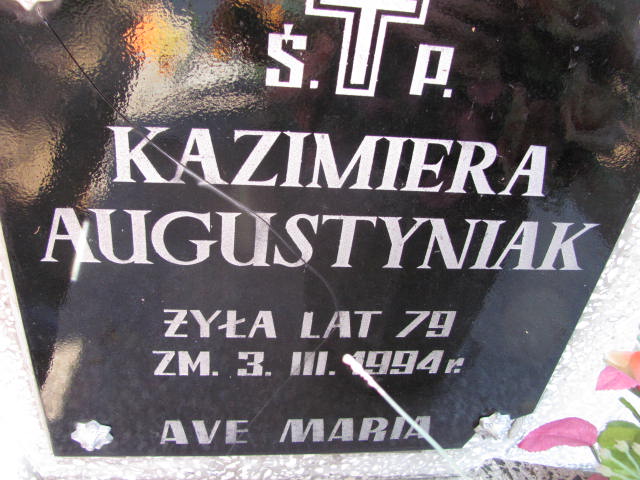 Ś. P.
KAZIMIERA
AUGUSTYNIAK
ŻYŁA LAT 79
ZM. 3. III. 1994 r.
AVE MARIA